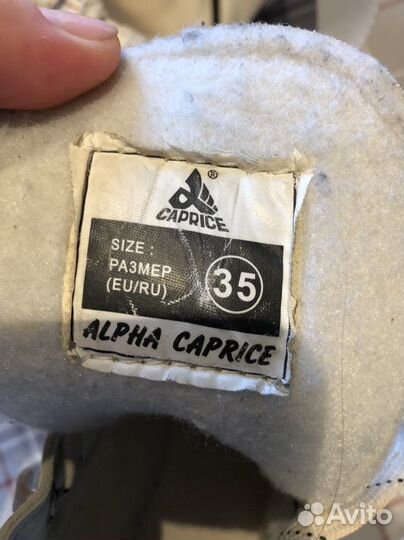 ®
CAPRICE
SIZE :
РАЗМЕР
(EU/RU)
35
ALPHA CAPRICE
Avito